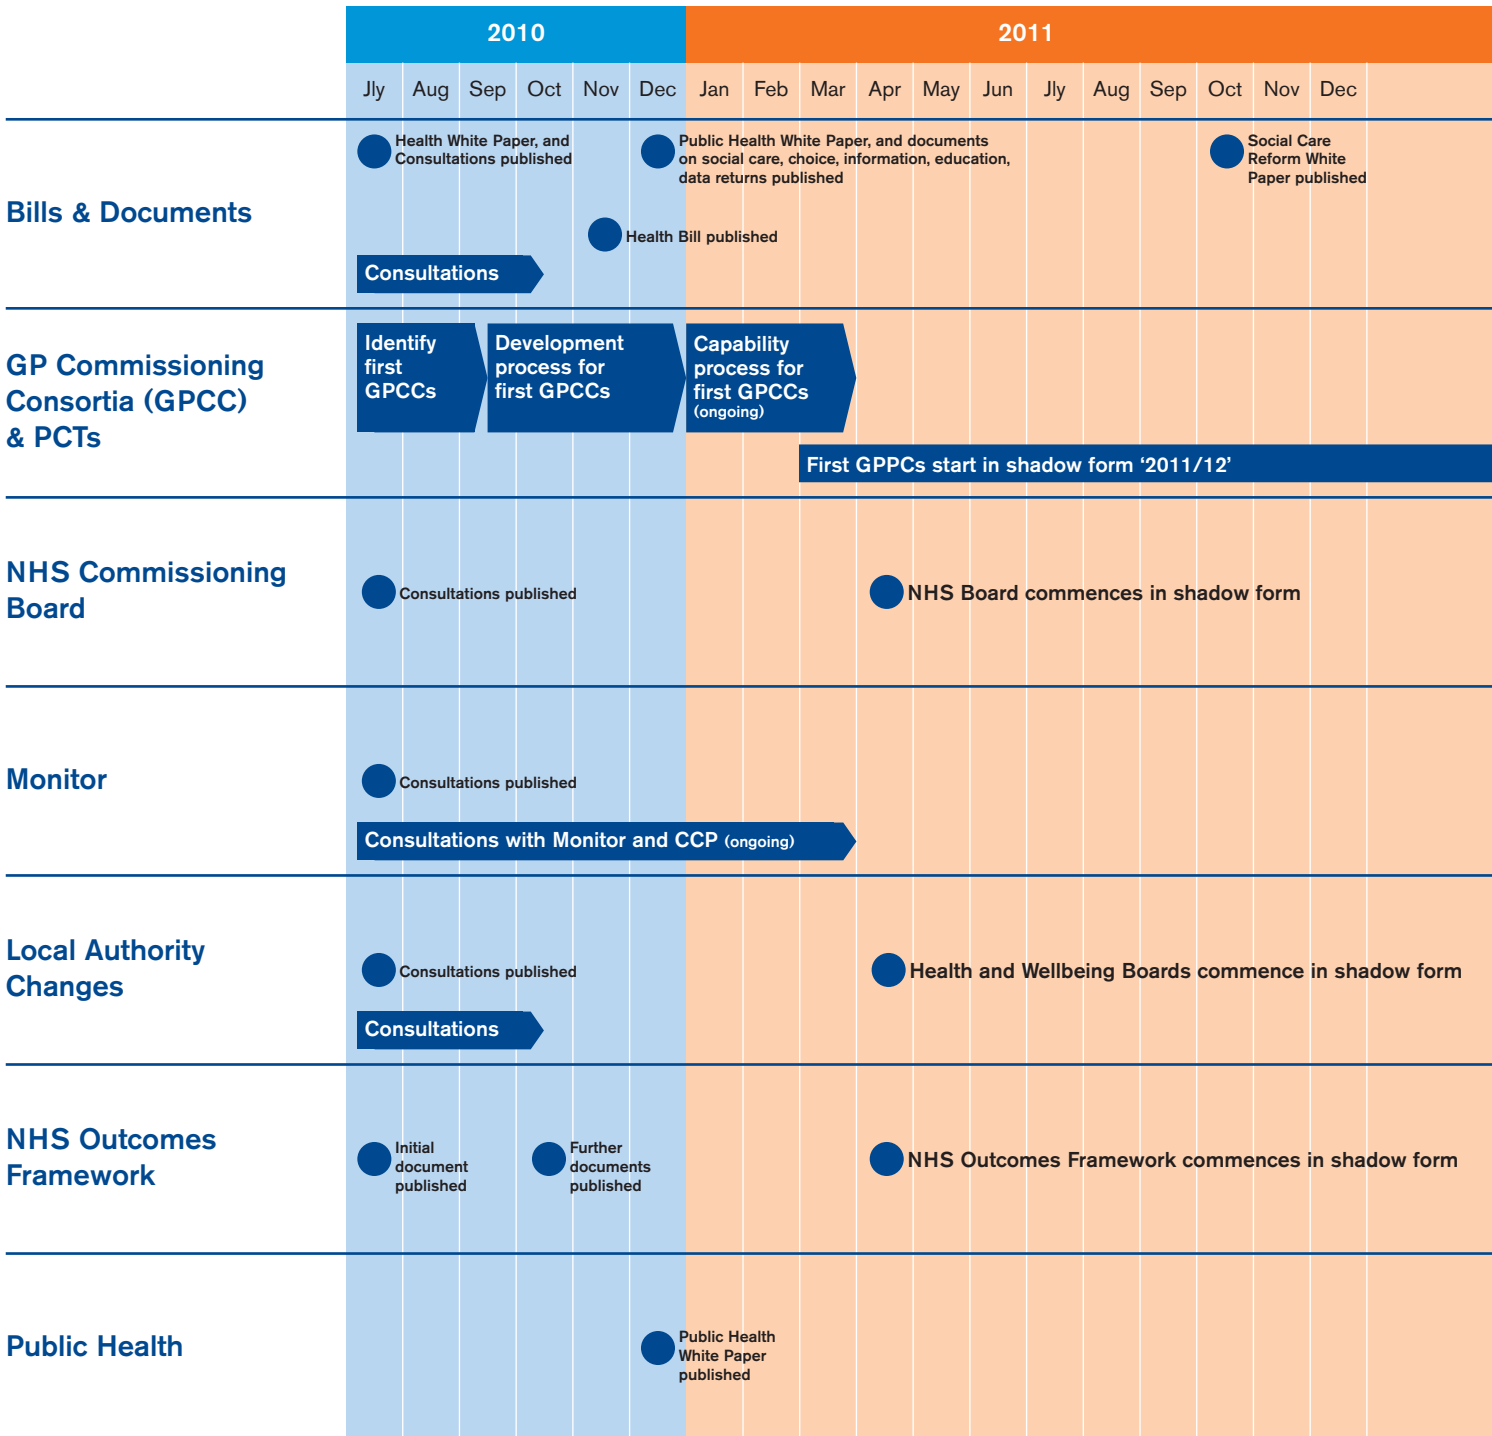 2010
2011
Jly Aug Sep Oct Nov Dec Jan Feb Mar Apr May Jun Jly Aug Sep Oct Nov Dec
Bills & Documents
Health White Paper, and
Consultations published
Public Health White Paper, and documents
on social care, choice, information, education,
data returns published
Social Care
Reform White
Paper published
Health Bill published
Consultations
GP Commissioning
Consortia (GPCC)
& PCTs
Identify
first
GPCCs
Development
process for
first GPCCs
Capability
process for
first GPCCs
(ongoing)
First GPPCs start in shadow form ‘2011/12’
NHS Commissioning
Board
Consultations published
NHS Board commences in shadow form
Monitor
Consultations published
Consultations with Monitor and CCP (ongoing)
Local Authority
Changes
Consultations published
Health and Wellbeing Boards commence in shadow form
Consultations
NHS Outcomes
Framework
Initial
document
published
Further
documents
published
NHS Outcomes Framework commences in shadow form
Public Health
Public Health
White Paper
published